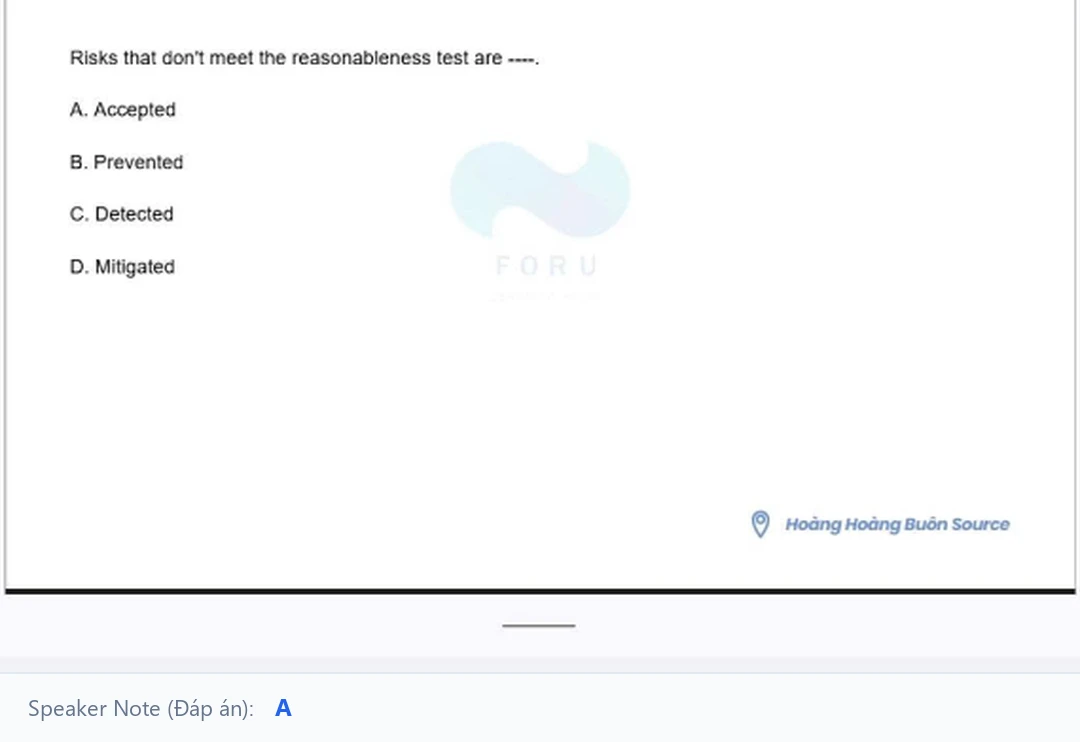 Risks that don't meet the reasonableness test are ----.
A. Accepted
B. Prevented
C. Detected
D. Mitigated
FORU
Hoàng Hoàng Buôn Source
Speaker Note (Đáp án): A